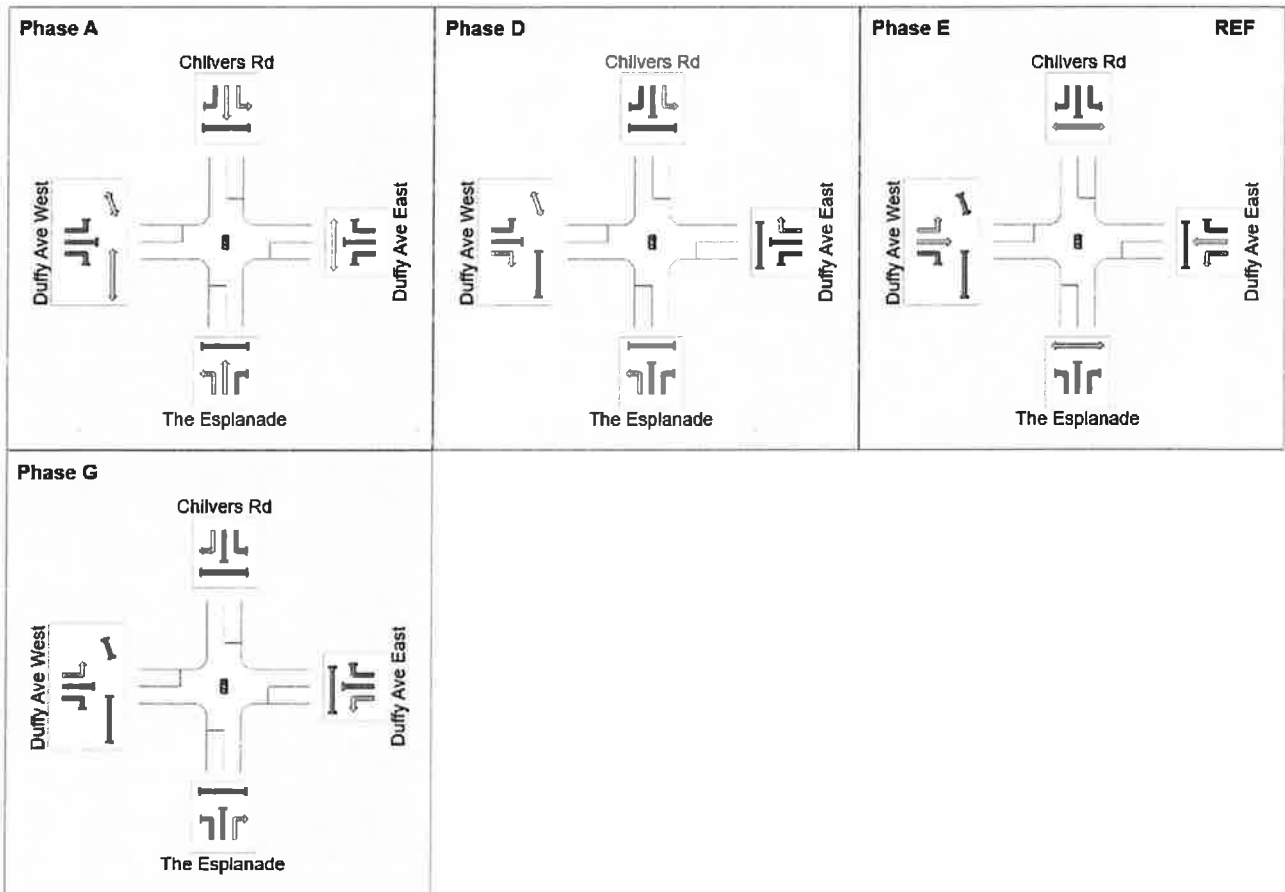 Phase A
Chilvers Rd
Duffy Ave West
Duffy Ave East
The Esplanade
Phase D
Chilvers Rd
Duffy Ave West
Duffy Ave East
The Esplanade
Phase E
REF
Chilvers Rd
Duffy Ave West
Duffy Ave East
The Esplanade
Phase G
Chilvers Rd
Duffy Ave West
Duffy Ave East
The Esplanade